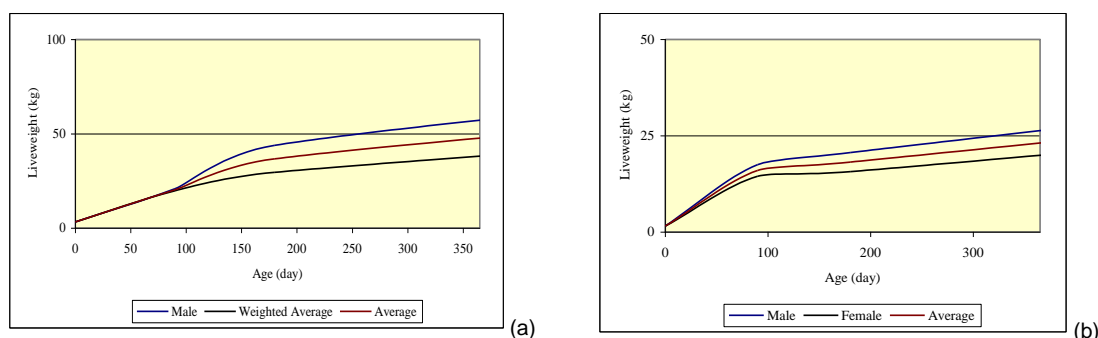 100
50
0
Liveweight (kg)
0 50 100 150 200 250 300 350
Age (day)
Male Weighted Average Average
(a)
50
25
0
Liveweight (kg)
0 100 200 300
Age (day)
Male Female Average
(b)